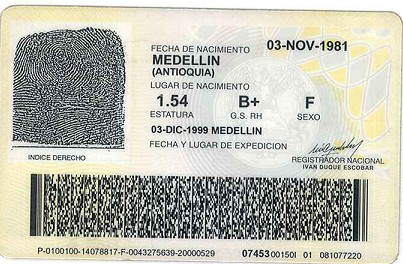 FECHA DE NACIMIENTO 03-NOV-1981
MEDELLIN
(ANTIOQUIA)
LUGAR DE NACIMIENTO
1.54 B+ F
ESTATURA G.S. RH SEXO
03-DIC-1999 MEDELLIN
FECHA Y LUGAR DE EXPEDICION
INDICE DERECHO
REGISTRADOR NACIONAL
IVAN DUQUE ESCOBAR
P-0100100-14078817-F-0043275639-20000529 07453 00150I 01 081077220